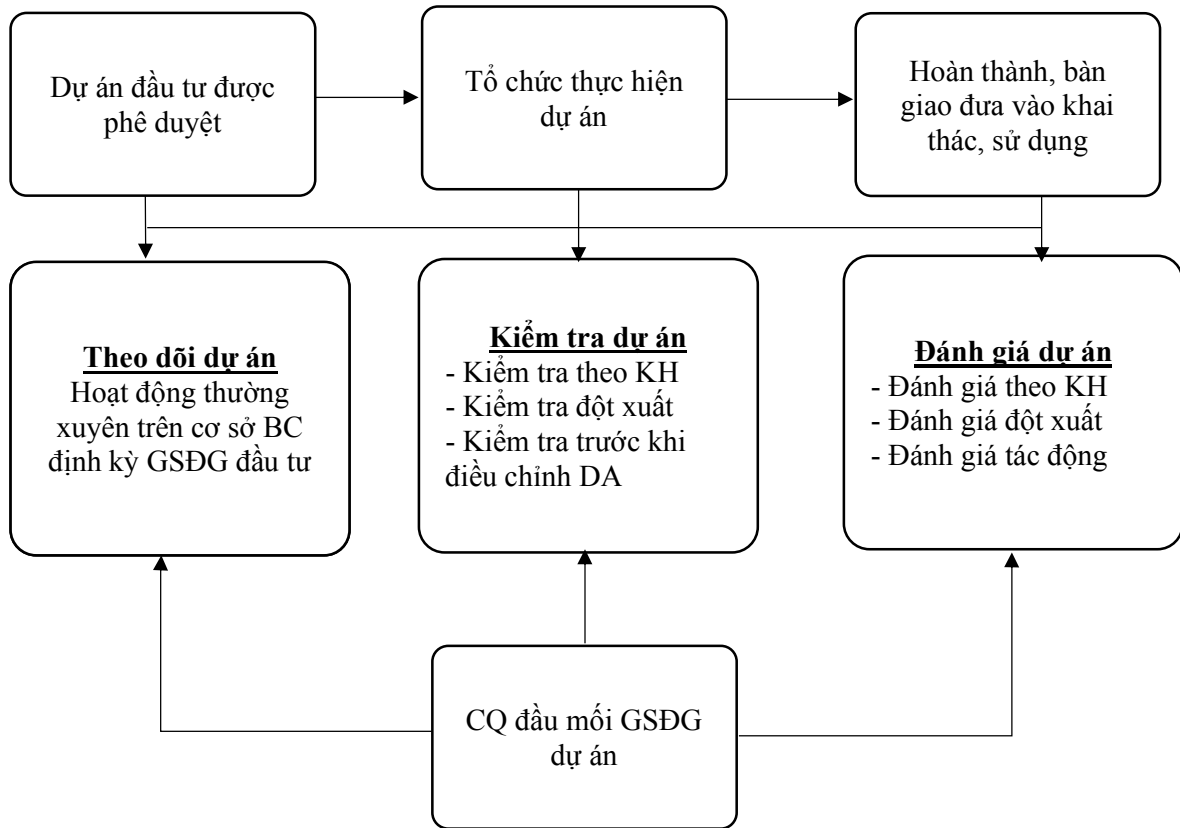 Dự án đầu tư được
phê duyệt
Tổ chức thực hiện
dự án
Hoàn thành, bàn
giao đưa vào khai
thác, sử dụng
Theo dõi dự án
Hoạt động thường
xuyên trên cơ sở BC
định kỳ GSĐG đầu tư
Kiểm tra dự án
- Kiểm tra theo KH
- Kiểm tra đột xuất
- Kiểm tra trước khi
điều chỉnh DA
Đánh giá dự án
- Đánh giá theo KH
- Đánh giá đột xuất
- Đánh giá tác động
CQ đầu mối GSĐG
dự án